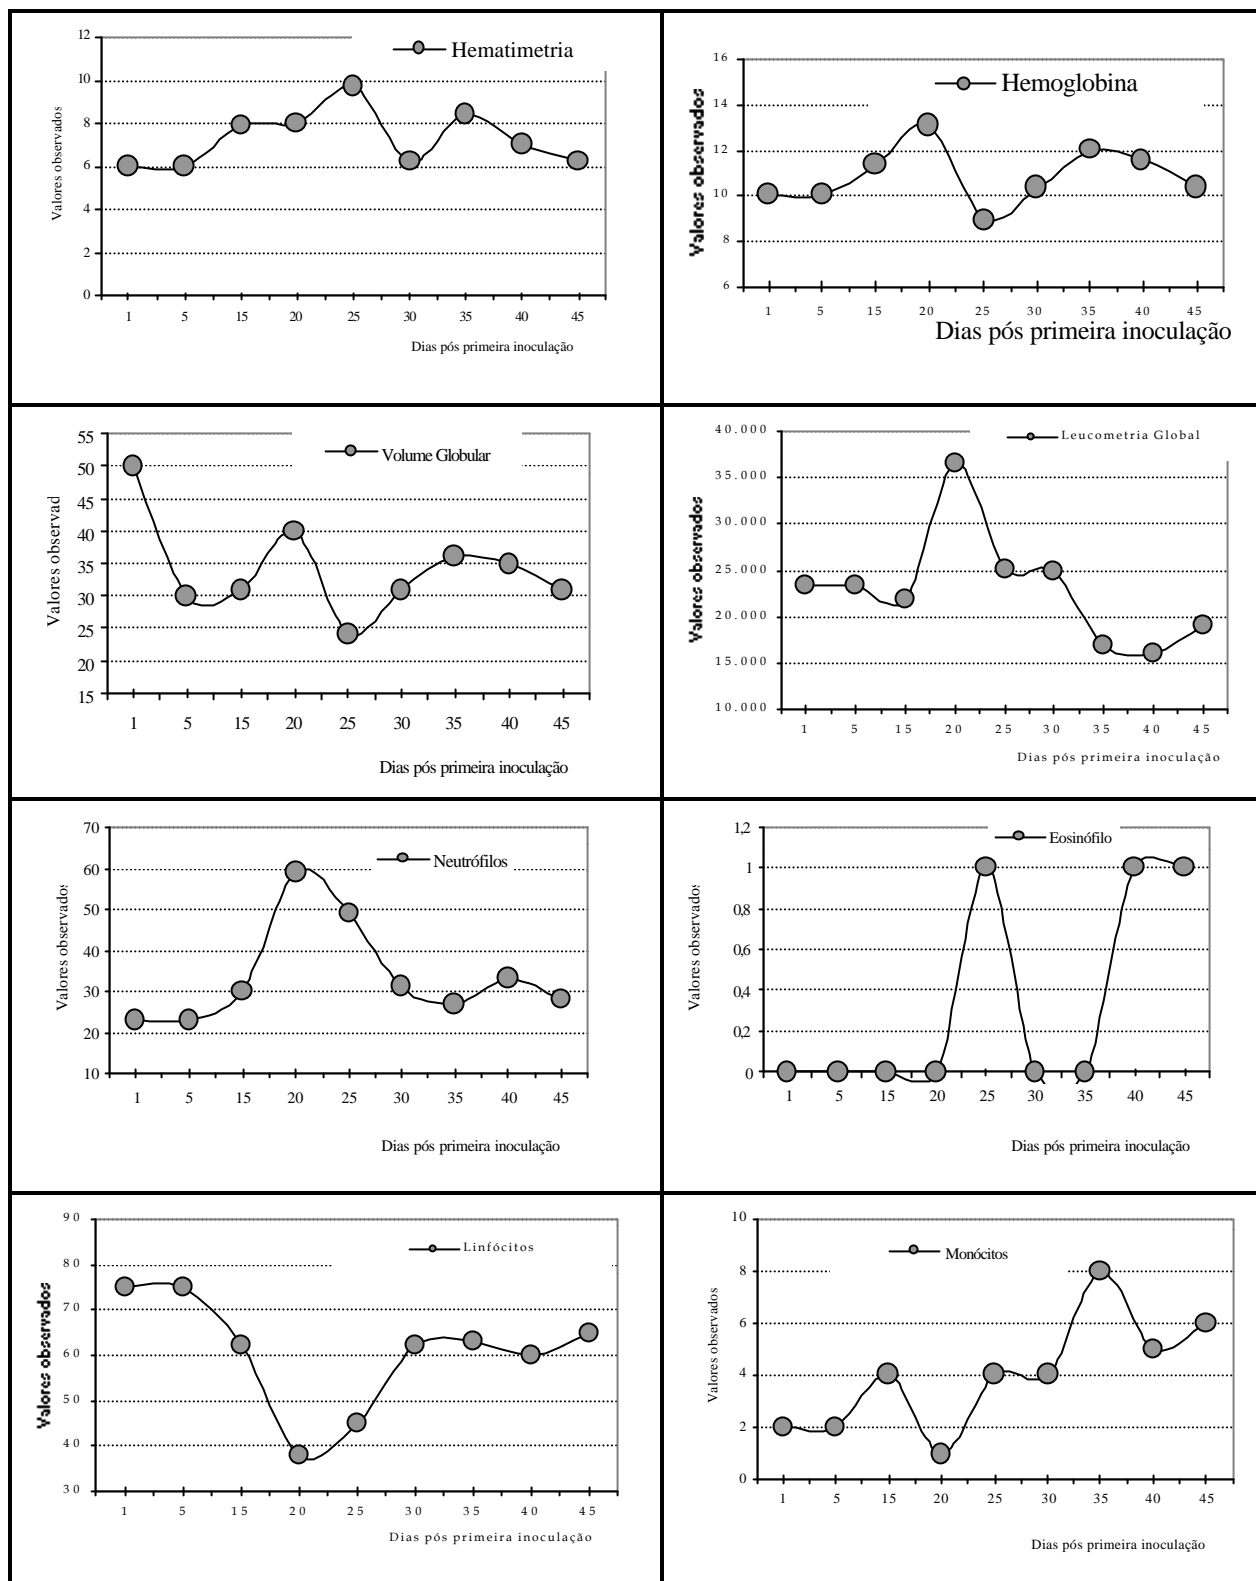 Hematimetria
Valores observados
12
10
8
6
4
2
0
1 5 15 20 25 30 35 40 45
Dias pós primeira inoculação
Hemoglobina
Valores observados
16
14
12
10
8
6
1 5 15 20 25 30 35 40 45
Dias pós primeira inoculação
Volume Globular
Valores observad
55
50
45
40
35
30
25
20
15
1 5 15 20 25 30 35 40 45
Dias pós primeira inoculação
Leucometria Global
Valores observados
40.000
35.000
30.000
25.000
20.000
15.000
10.000
1 5 15 20 25 30 35 40 45
Dias pós primeira inoculação
Neutrófilos
Valores observados
70
60
50
40
30
20
10
1 5 15 20 25 30 35 40 45
Dias pós primeira inoculação
Eosinófilo
Valores observados
1,2
1
0,8
0,6
0,4
0,2
0
1 5 15 20 25 30 35 40 45
Dias pós primeira inoculação
Linfócitos
Valores observados
90
80
70
60
50
40
30
1 5 15 20 25 30 35 40 45
Dias pós primeira inoculação
Monócitos
Valores observados
10
8
6
4
2
0
1 5 15 20 25 30 35 40 45
Dias pós primeira inoculação